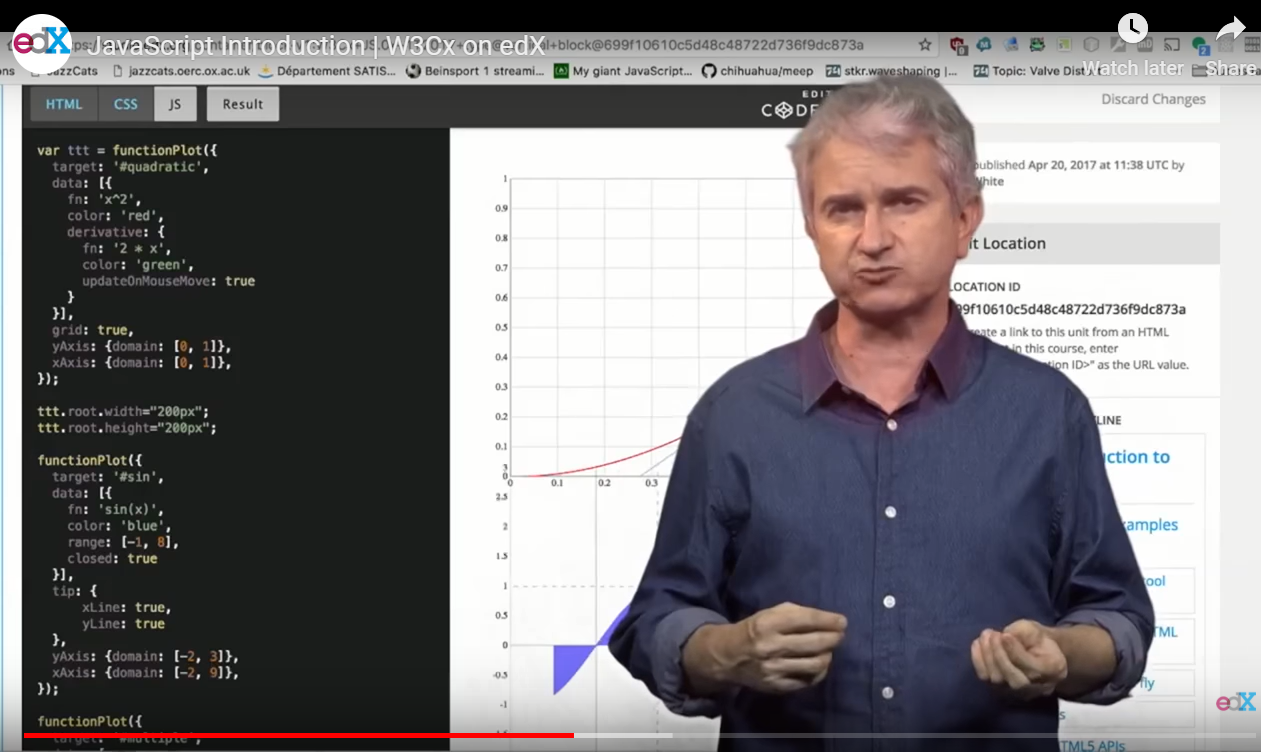 edX JavaScript Introduction | W3Cx on edX
al+block@699f10610c5d48c48722d736f9dc873a
Watch later
Share
JazzCats
jazzcats.oerc.ox.ac.uk
Département SATIS...
Beinsport 1 streami...
My giant JavaScript...
chihuahua/meep
stkr.waveshaping |...
Topic: Valve Dist
HTML
CSS
JS
Result
EDIT
CODE
Discard Changes
var ttt = functionPlot({
target: '#quadratic',
data: [{
fn: 'x^2',
color: 'red',
derivative: {
fn: '2 * x',
color: 'green',
updateOnMouseMove: true
}
}],
grid: true,
yAxis: {domain: [0, 1]},
xAxis: {domain: [0, 1]},
});
ttt.root.width="200px";
ttt.root.height="200px";
functionPlot({
target: '#sin',
data: [{
fn: 'sin(x)',
color: 'blue',
range: [-1, 8],
closed: true
}],
tip: {
xLine: true,
yLine: true
},
yAxis: {domain: [-2, 3]},
xAxis: {domain: [-2, 9]},
});
functionPlot({
target: '#multiple',
1
0.9
0.8
0.7
0.6
0.5
0.4
0.3
0.2
0.1
0
0 0.1 0.2 0.3
3
2.5
2
1.5
1
0.5
0
-0.5
-1
ublished Apr 20, 2017 at 11:38 UTC by
White
it Location
LOCATION ID
699f10610c5d48c48722d736f9dc873a
reate a link to this unit from an HTML
in this course, enter
tion ID>" as the URL value.
LINE
uction to
examples
ool
TML
fly
s
TML5 APIs
edX